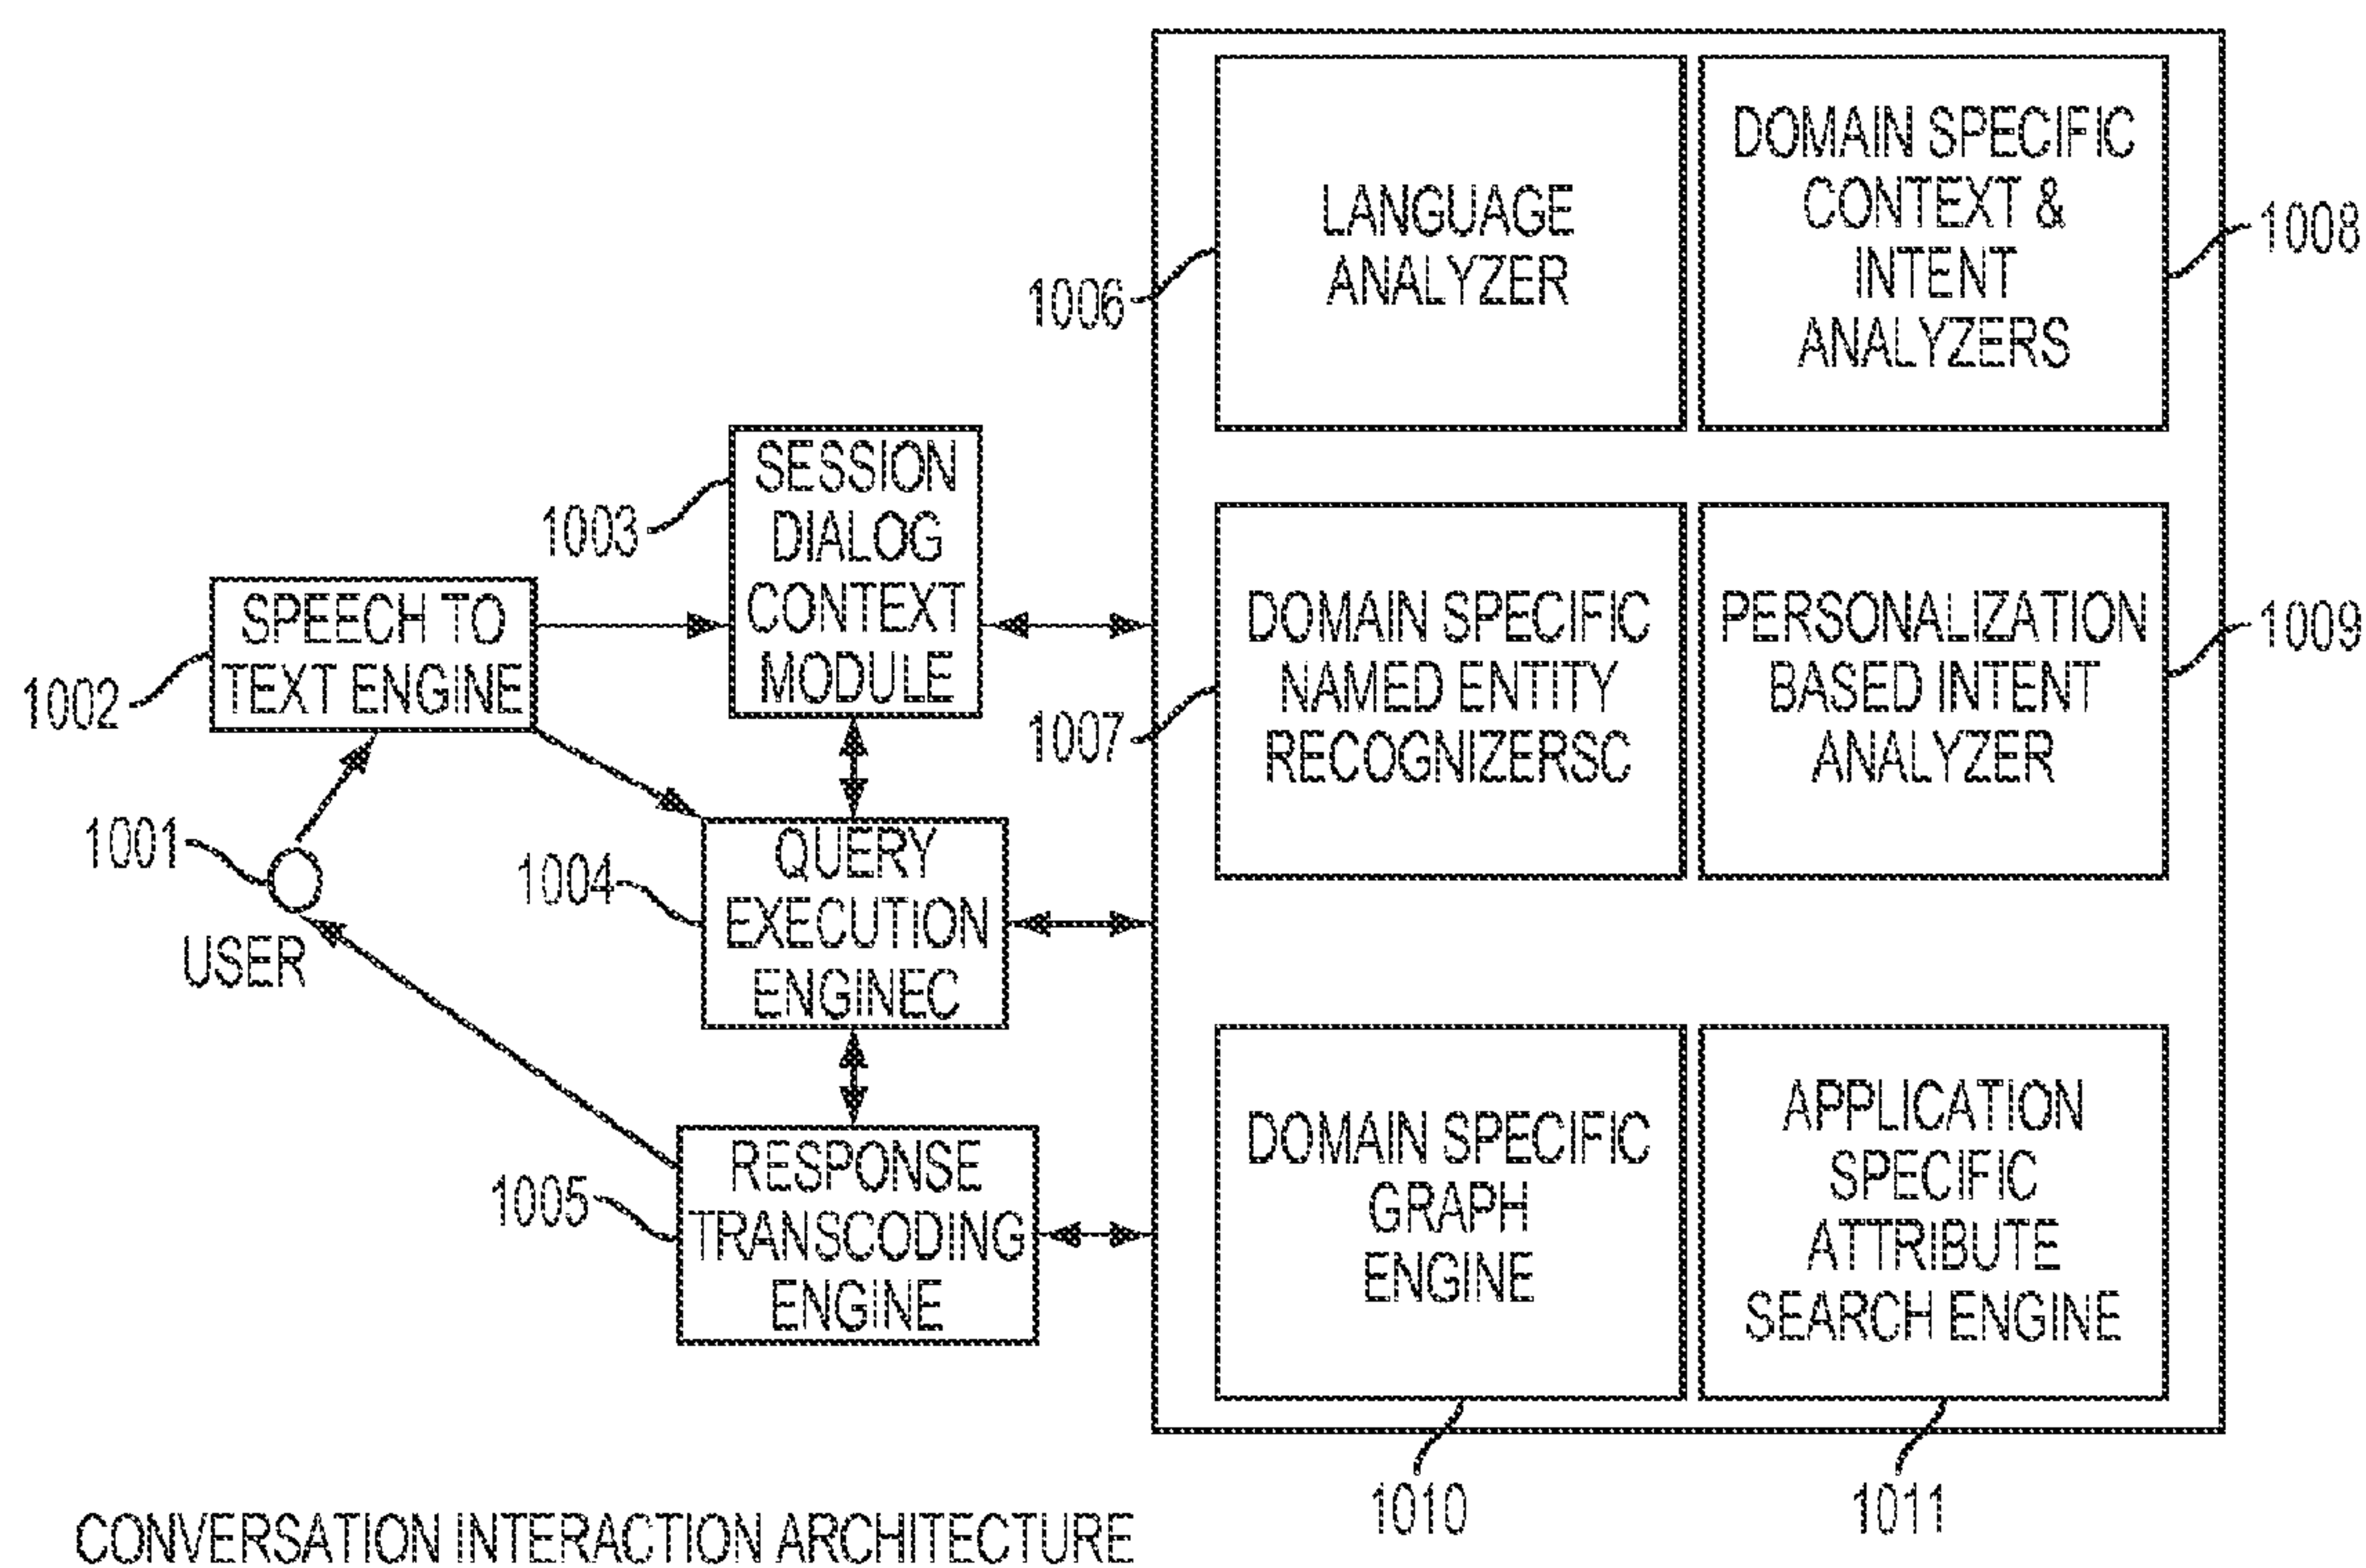 LANGUAGE
ANALYZER
1006
DOMAIN SPECIFIC
CONTEXT &
INTENT
ANALYZERS
1008
SESSION
DIALOG
CONTEXT
MODULE
1003
SPEECH TO
TEXT ENGINE
1002
DOMAIN SPECIFIC
NAMED ENTITY
RECOGNIZERSC
1007
PERSONALIZATION
BASED INTENT
ANALYZER
1009
1001
USER
QUERY
EXECUTION
ENGINEC
1004
RESPONSE
TRANSCODING
ENGINE
1005
DOMAIN SPECIFIC
GRAPH
ENGINE
1010
APPLICATION
SPECIFIC
ATTRIBUTE
SEARCH ENGINE
1011
CONVERSATION INTERACTION ARCHITECTURE